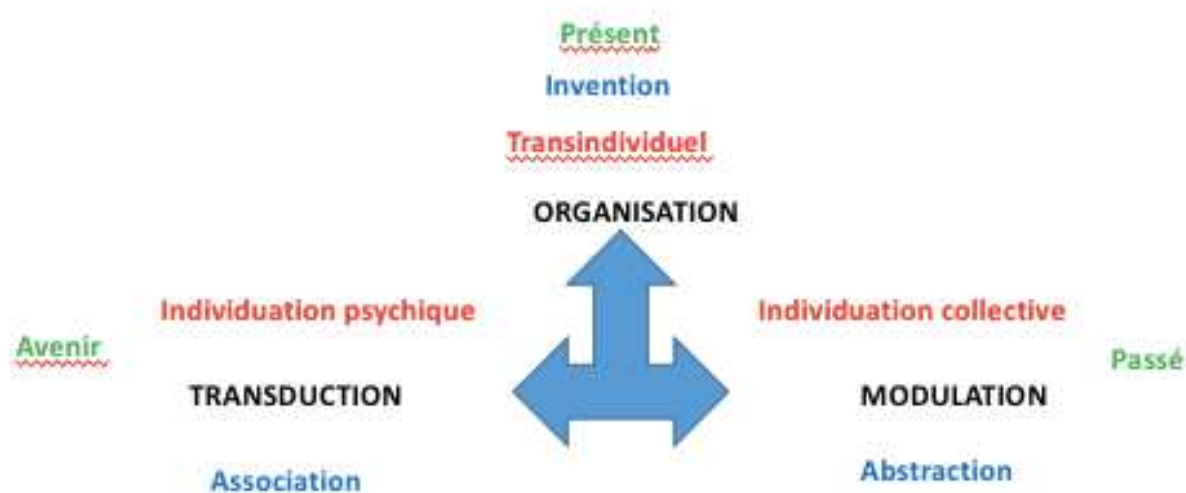 Présent
Invention
Transindividuel
ORGANISATION
Individuation psychique
Individuation collective
Avenir
Passé
TRANSDUCTION
MODULATION
Association
Abstraction